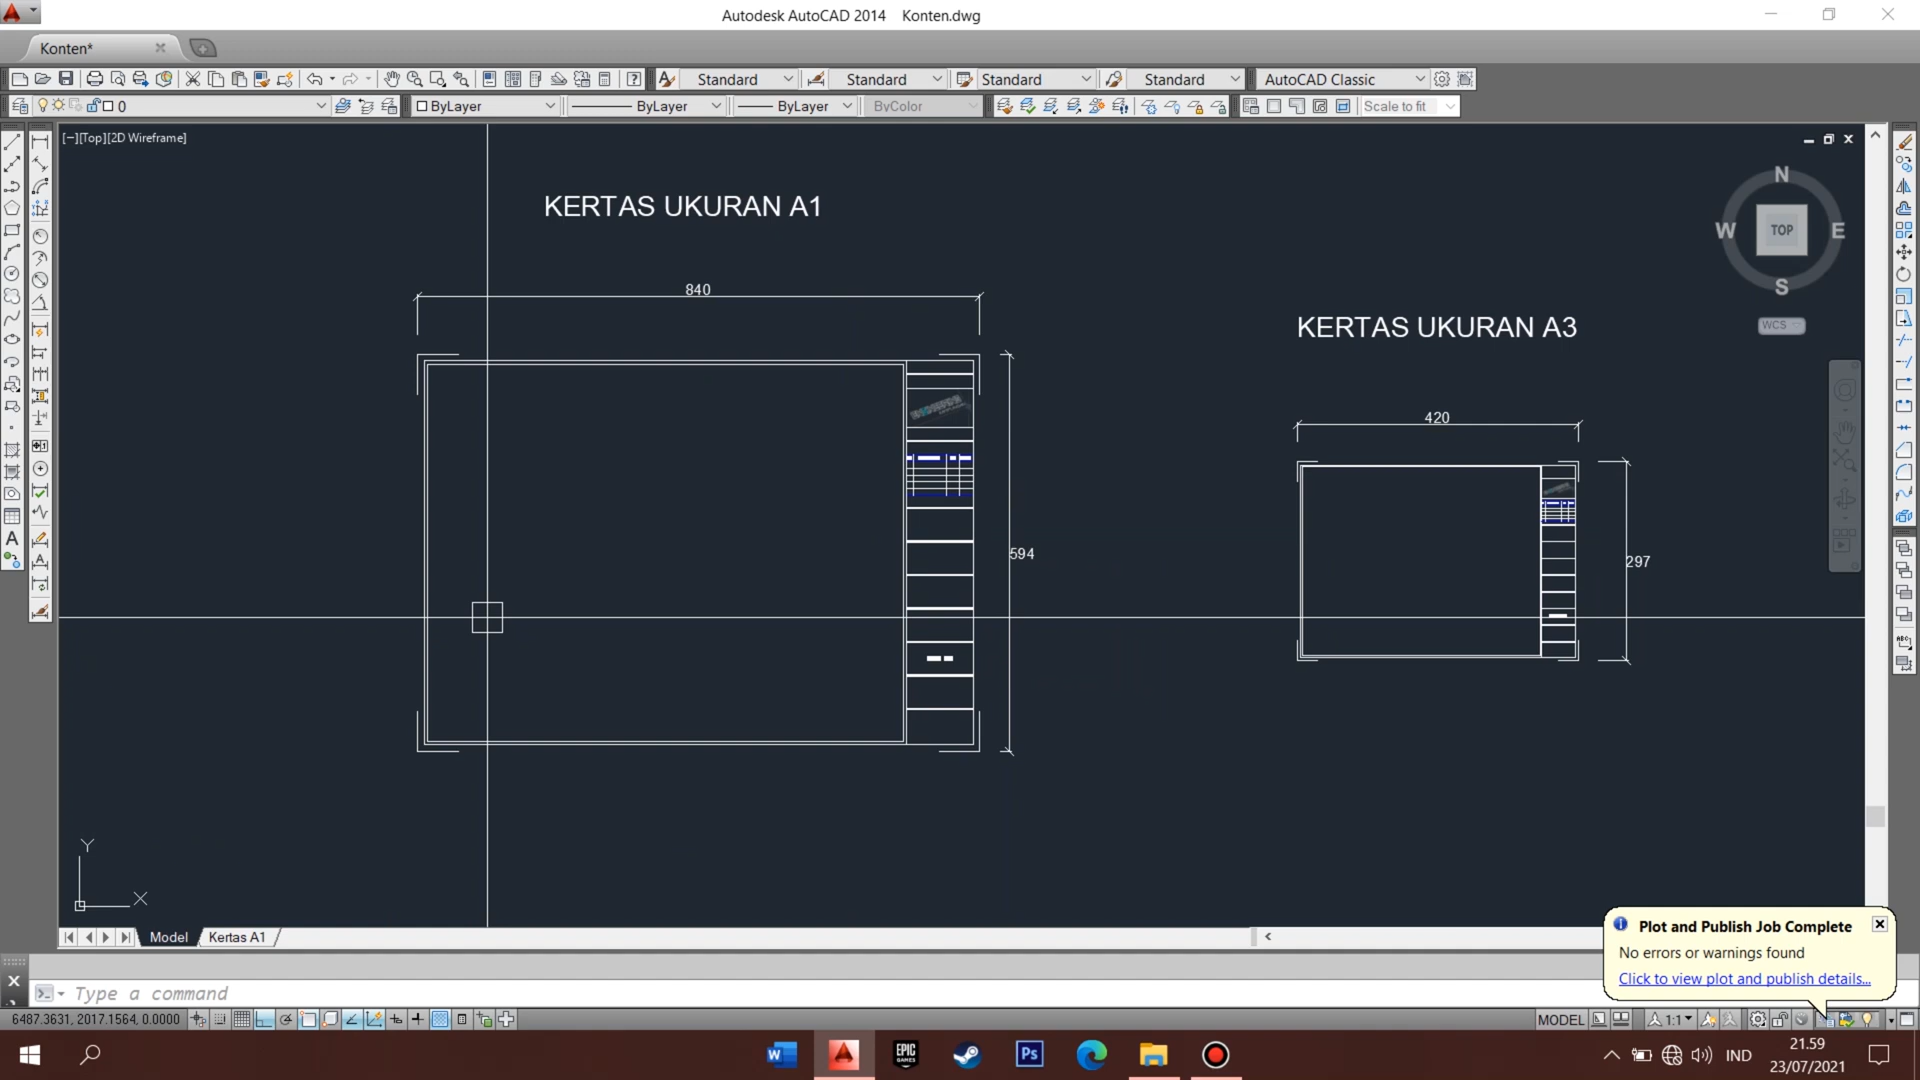 Autodesk AutoCAD 2014 Konten.dwg
Konten*
Standard Standard Standard Standard AutoCAD Classic
0 ByLayer ByLayer ByLayer ByColor Scale to fit
[−][Top][2D Wireframe]
KERTAS UKURAN A1
840
594
KERTAS UKURAN A3
420
297
N
W TOP E
S
WCS
Y
X
Model Kertas A1
Plot and Publish Job Complete
No errors or warnings found
Click to view plot and publish details...
Type a command
6487.3631, 2017.1564, 0.0000 MODEL 1:1
EPIC GAMES Ps IND
21.59
23/07/2021